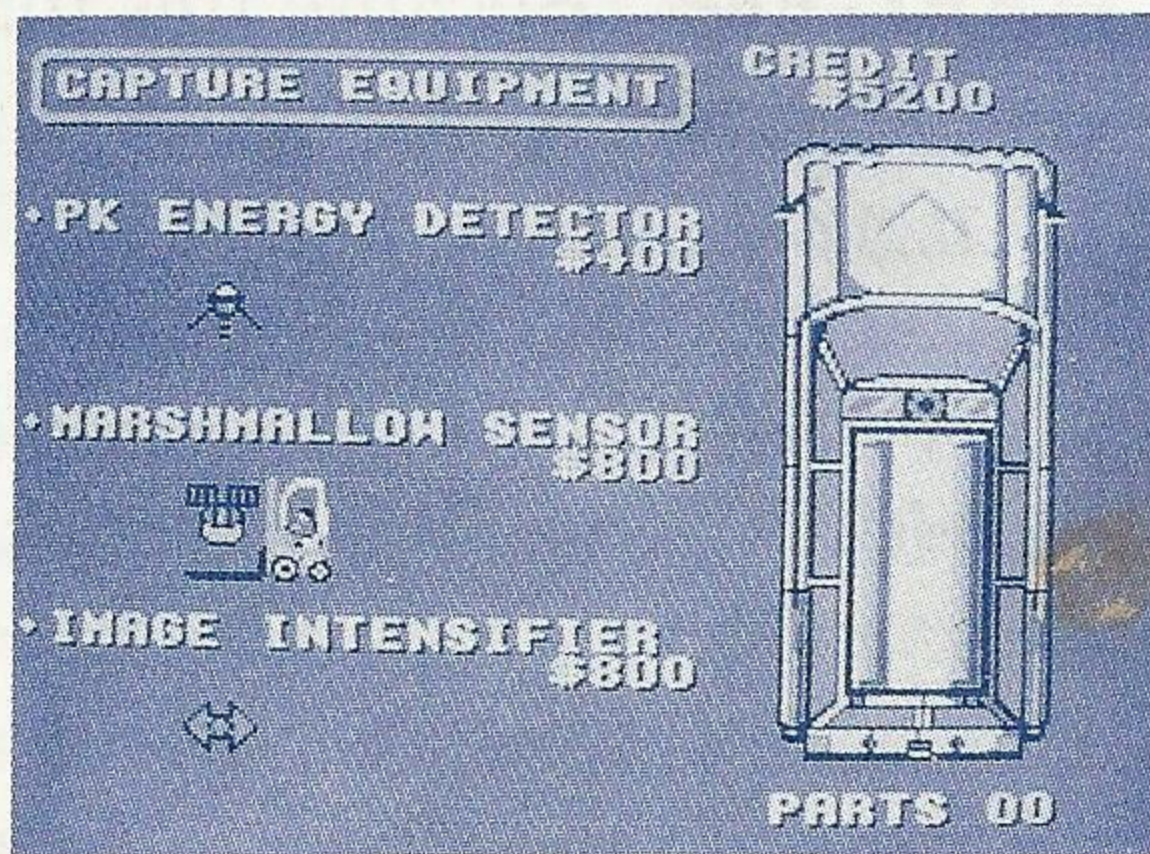 CAPTURE EQUIPMENT
CREDIT
$5200
PK ENERGY DETECTOR
$400
MARSHMALLOW SENSOR
$800
IMAGE INTENSIFIER
$800
PARTS 00